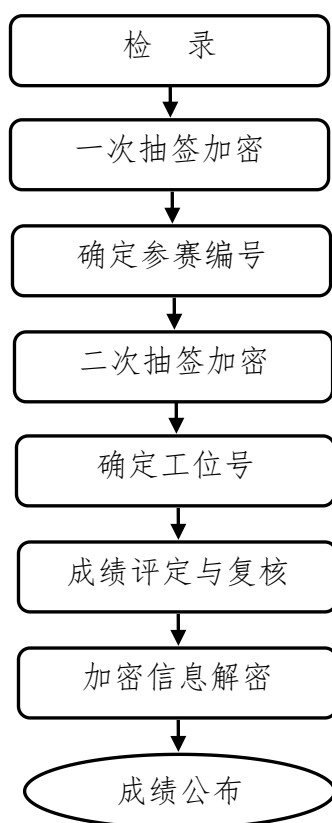 检 录
一次抽签加密
确定参赛编号
二次抽签加密
确定工位号
成绩评定与复核
加密信息解密
成绩公布